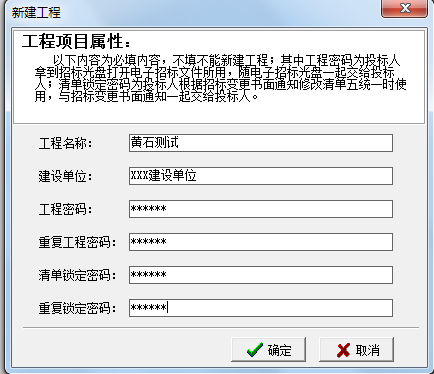 新建工程
工程项目属性：
以下内容为必填内容，不填不能新建工程；其中工程密码为投标人
拿到招标光盘打开电子招标文件所用，随电子招标光盘一起交给投标
人；清单锁定密码为投标人根据招标变更书面通知修改清单五统一时使
用，与招标变更书面通知一起交给投标人。
工程名称： 黄石测试
建设单位： XXX建设单位
工程密码： ******
重复工程密码： ******
清单锁定密码： ******
重复锁定密码： ******
确定 取消